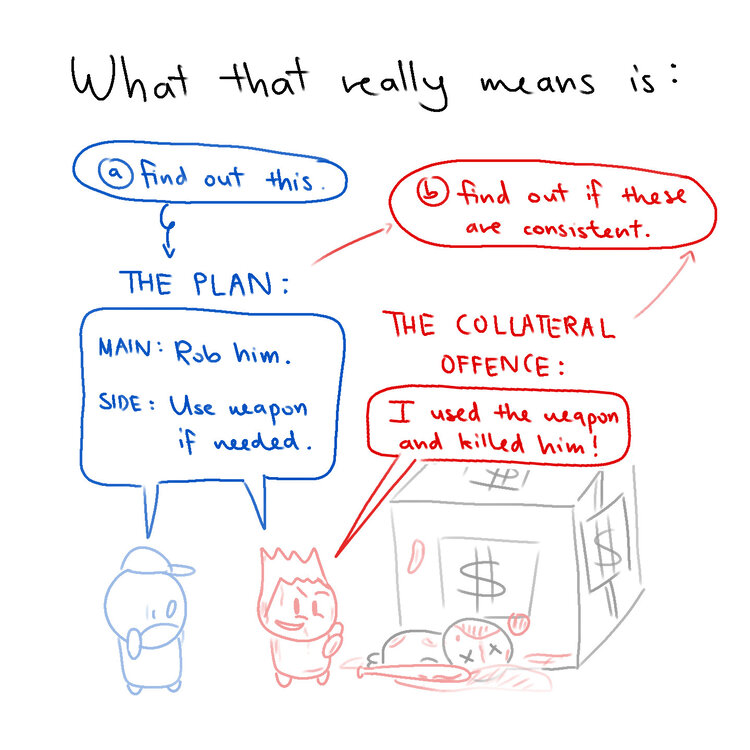 What that really means is:
(a) find out this.
(b) find out if these
are consistent.
THE PLAN:
MAIN: Rob him.
SIDE: Use weapon
if needed.
THE COLLATERAL
OFFENCE:
I used the weapon
and killed him!
$
$
$